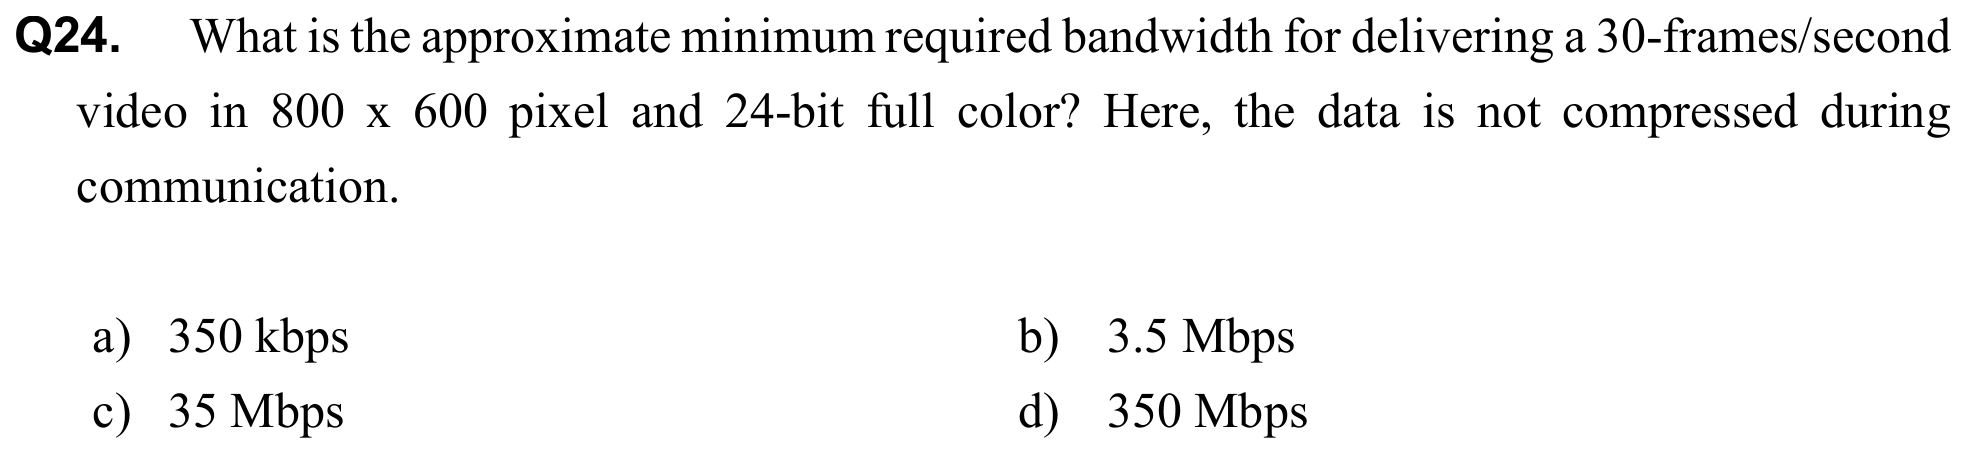 Q24. What is the approximate minimum required bandwidth for delivering a 30-frames/second
video in 800 x 600 pixel and 24-bit full color? Here, the data is not compressed during
communication.
a) 350 kbps b) 3.5 Mbps
c) 35 Mbps d) 350 Mbps